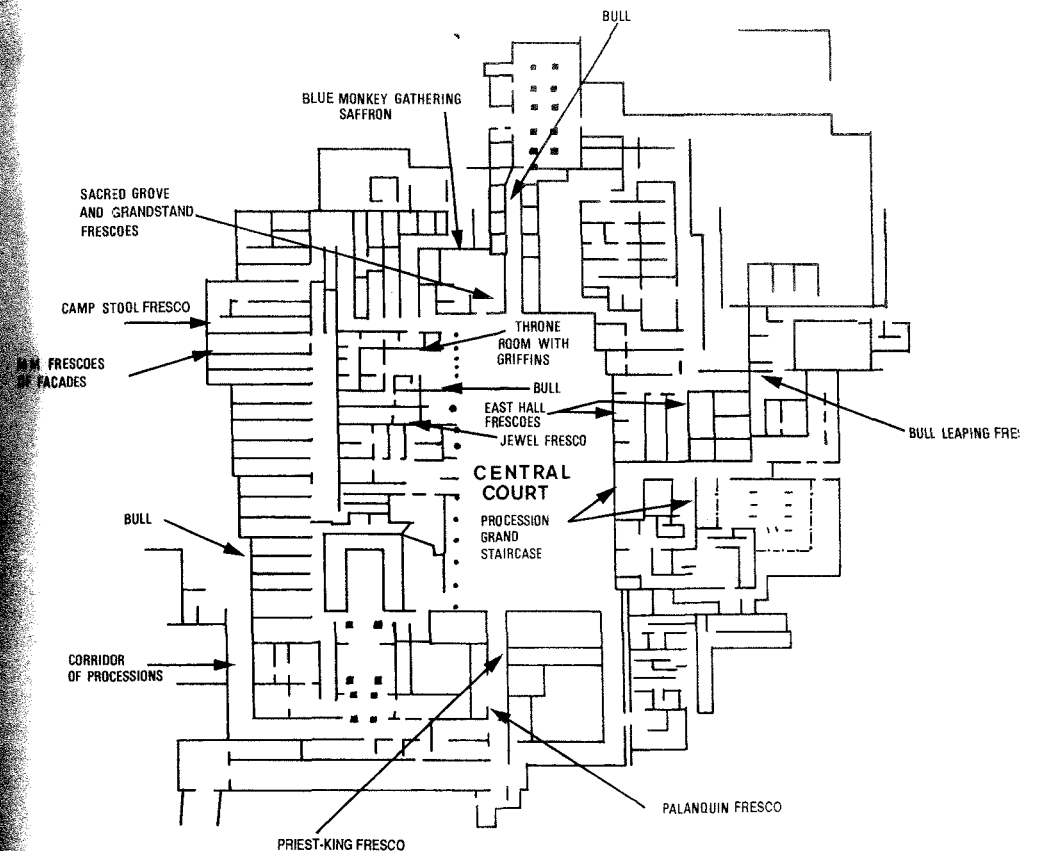 BULL
BLUE MONKEY GATHERING
SAFFRON
SACRED GROVE
AND GRANDSTAND
FRESCOES
CAMP STOOL FRESCO
THRONE
ROOM WITH
GRIFFINS
MM FRESCOES
OF FACADES
BULL
EAST HALL
FRESCOES
JEWEL FRESCO
BULL LEAPING FRES
CENTRAL
COURT
BULL
PROCESSION
GRAND
STAIRCASE
CORRIDOR
OF PROCESSIONS
PALANQUIN FRESCO
PRIEST-KING FRESCO